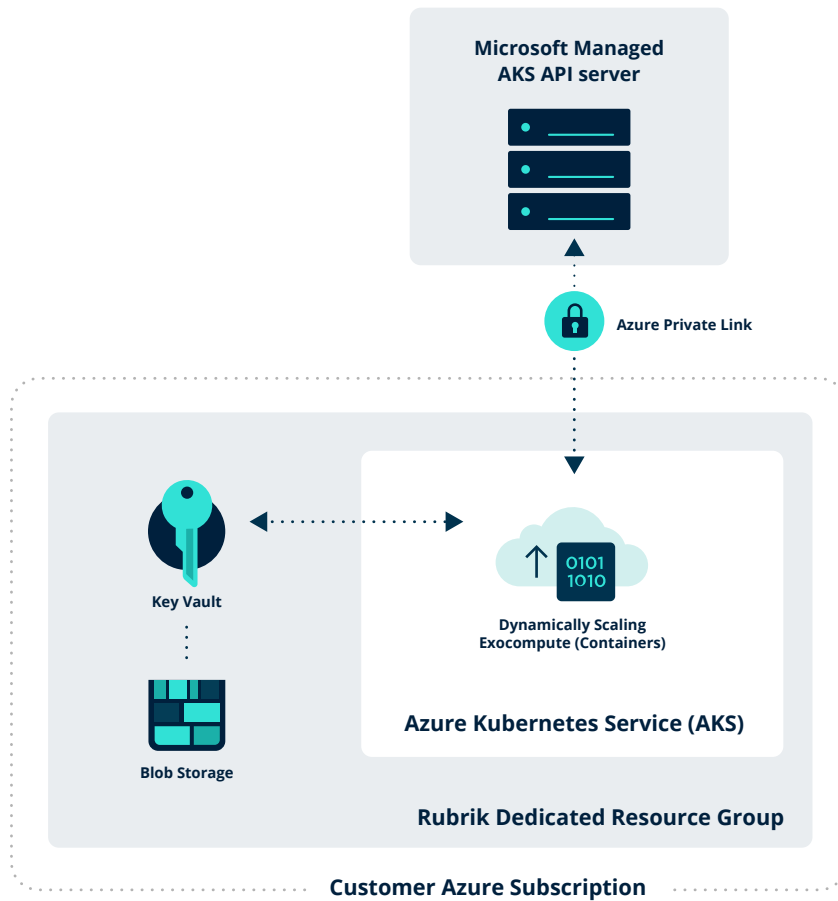 Microsoft Managed
AKS API server
Azure Private Link
Key Vault
0101
1010
Dynamically Scaling
Exocompute (Containers)
Azure Kubernetes Service (AKS)
Blob Storage
Rubrik Dedicated Resource Group
Customer Azure Subscription